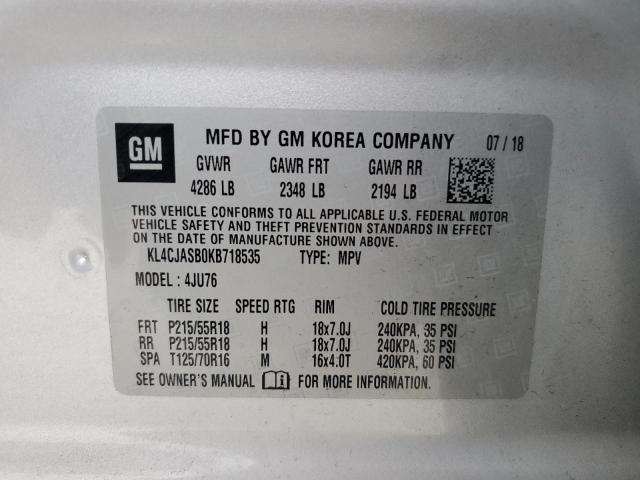 GM MFD BY GM KOREA COMPANY 07 / 18
GVWR GAWR FRT GAWR RR
4286 LB 2348 LB 2194 LB
THIS VEHICLE CONFORMS TO ALL APPLICABLE U.S. FEDERAL MOTOR
VEHICLE SAFETY AND THEFT PREVENTION STANDARDS IN EFFECT
ON THE DATE OF MANUFACTURE SHOWN ABOVE.
KL4CJASB0KB718535 TYPE: MPV
MODEL : 4JU76
TIRE SIZE SPEED RTG RIM COLD TIRE PRESSURE
FRT P215/55R18 H 18x7.0J 240KPA, 35 PSI
RR P215/55R18 H 18x7.0J 240KPA, 35 PSI
SPA T125/70R16 M 16x4.0T 420KPA, 60 PSI
SEE OWNER'S MANUAL FOR MORE INFORMATION.